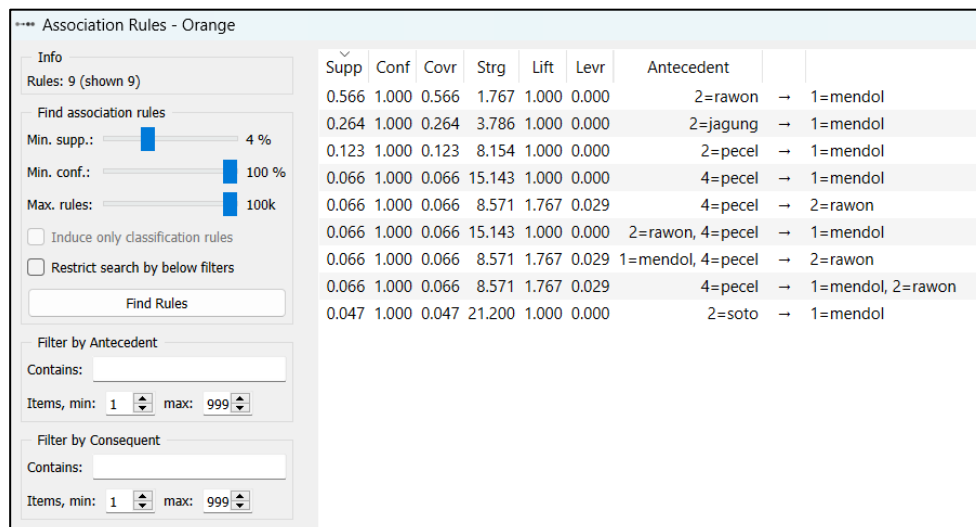 Association Rules - Orange
Info
Rules: 9 (shown 9)
Find association rules
Min. supp.: 4 %
Min. conf.: 100 %
Max. rules: 100k
Induce only classification rules
Restrict search by below filters
Find Rules
Filter by Antecedent
Contains:
Items, min: 1 max: 999
Filter by Consequent
Contains:
Items, min: 1 max: 999
Supp Conf Covr Strg Lift Levr Antecedent
0.566 1.000 0.566 1.767 1.000 0.000 2=rawon → 1=mendol
0.264 1.000 0.264 3.786 1.000 0.000 2=jagung → 1=mendol
0.123 1.000 0.123 8.154 1.000 0.000 2=pecel → 1=mendol
0.066 1.000 0.066 15.143 1.000 0.000 4=pecel → 1=mendol
0.066 1.000 0.066 8.571 1.767 0.029 4=pecel → 2=rawon
0.066 1.000 0.066 15.143 1.000 0.000 2=rawon, 4=pecel → 1=mendol
0.066 1.000 0.066 8.571 1.767 0.029 1=mendol, 4=pecel → 2=rawon
0.066 1.000 0.066 8.571 1.767 0.029 4=pecel → 1=mendol, 2=rawon
0.047 1.000 0.047 21.200 1.000 0.000 2=soto → 1=mendol